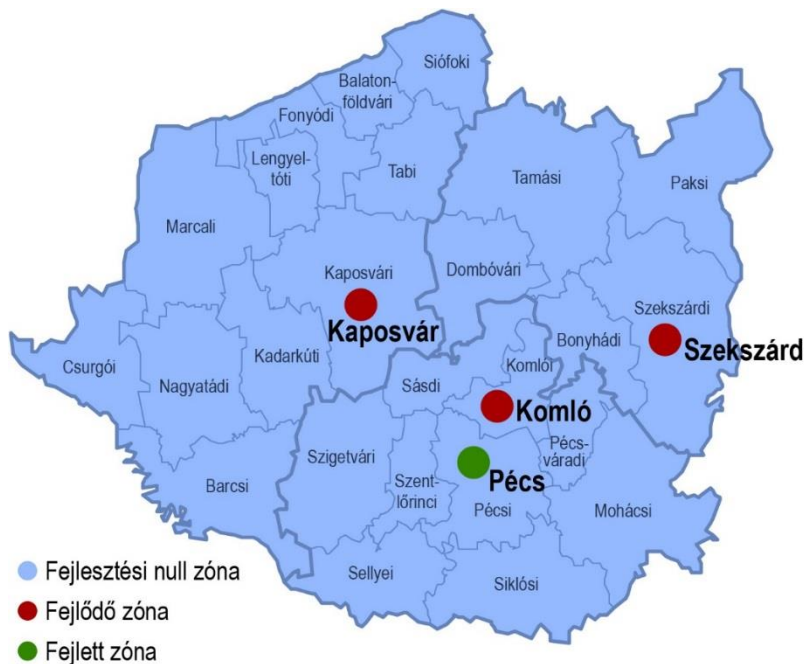 Siófoki
Balaton-
földvári
Fonyódi
Lengyel-
tóti
Tabi
Tamási
Paksi
Marcali
Kaposvári
Dombóvári
Kaposvár
Szekszárdi
Szekszárd
Bonyhádi
Csurgói
Nagyatádi
Kadarkúti
Sásdi
Komlói
Komló
Pécs-
váradi
Szigetvári
Szent-
lőrinci
Pécs
Pécsi
Barcsi
Mohácsi
Sellyei
Siklósi
Fejlesztési null zóna
Fejlődő zóna
Fejlett zóna